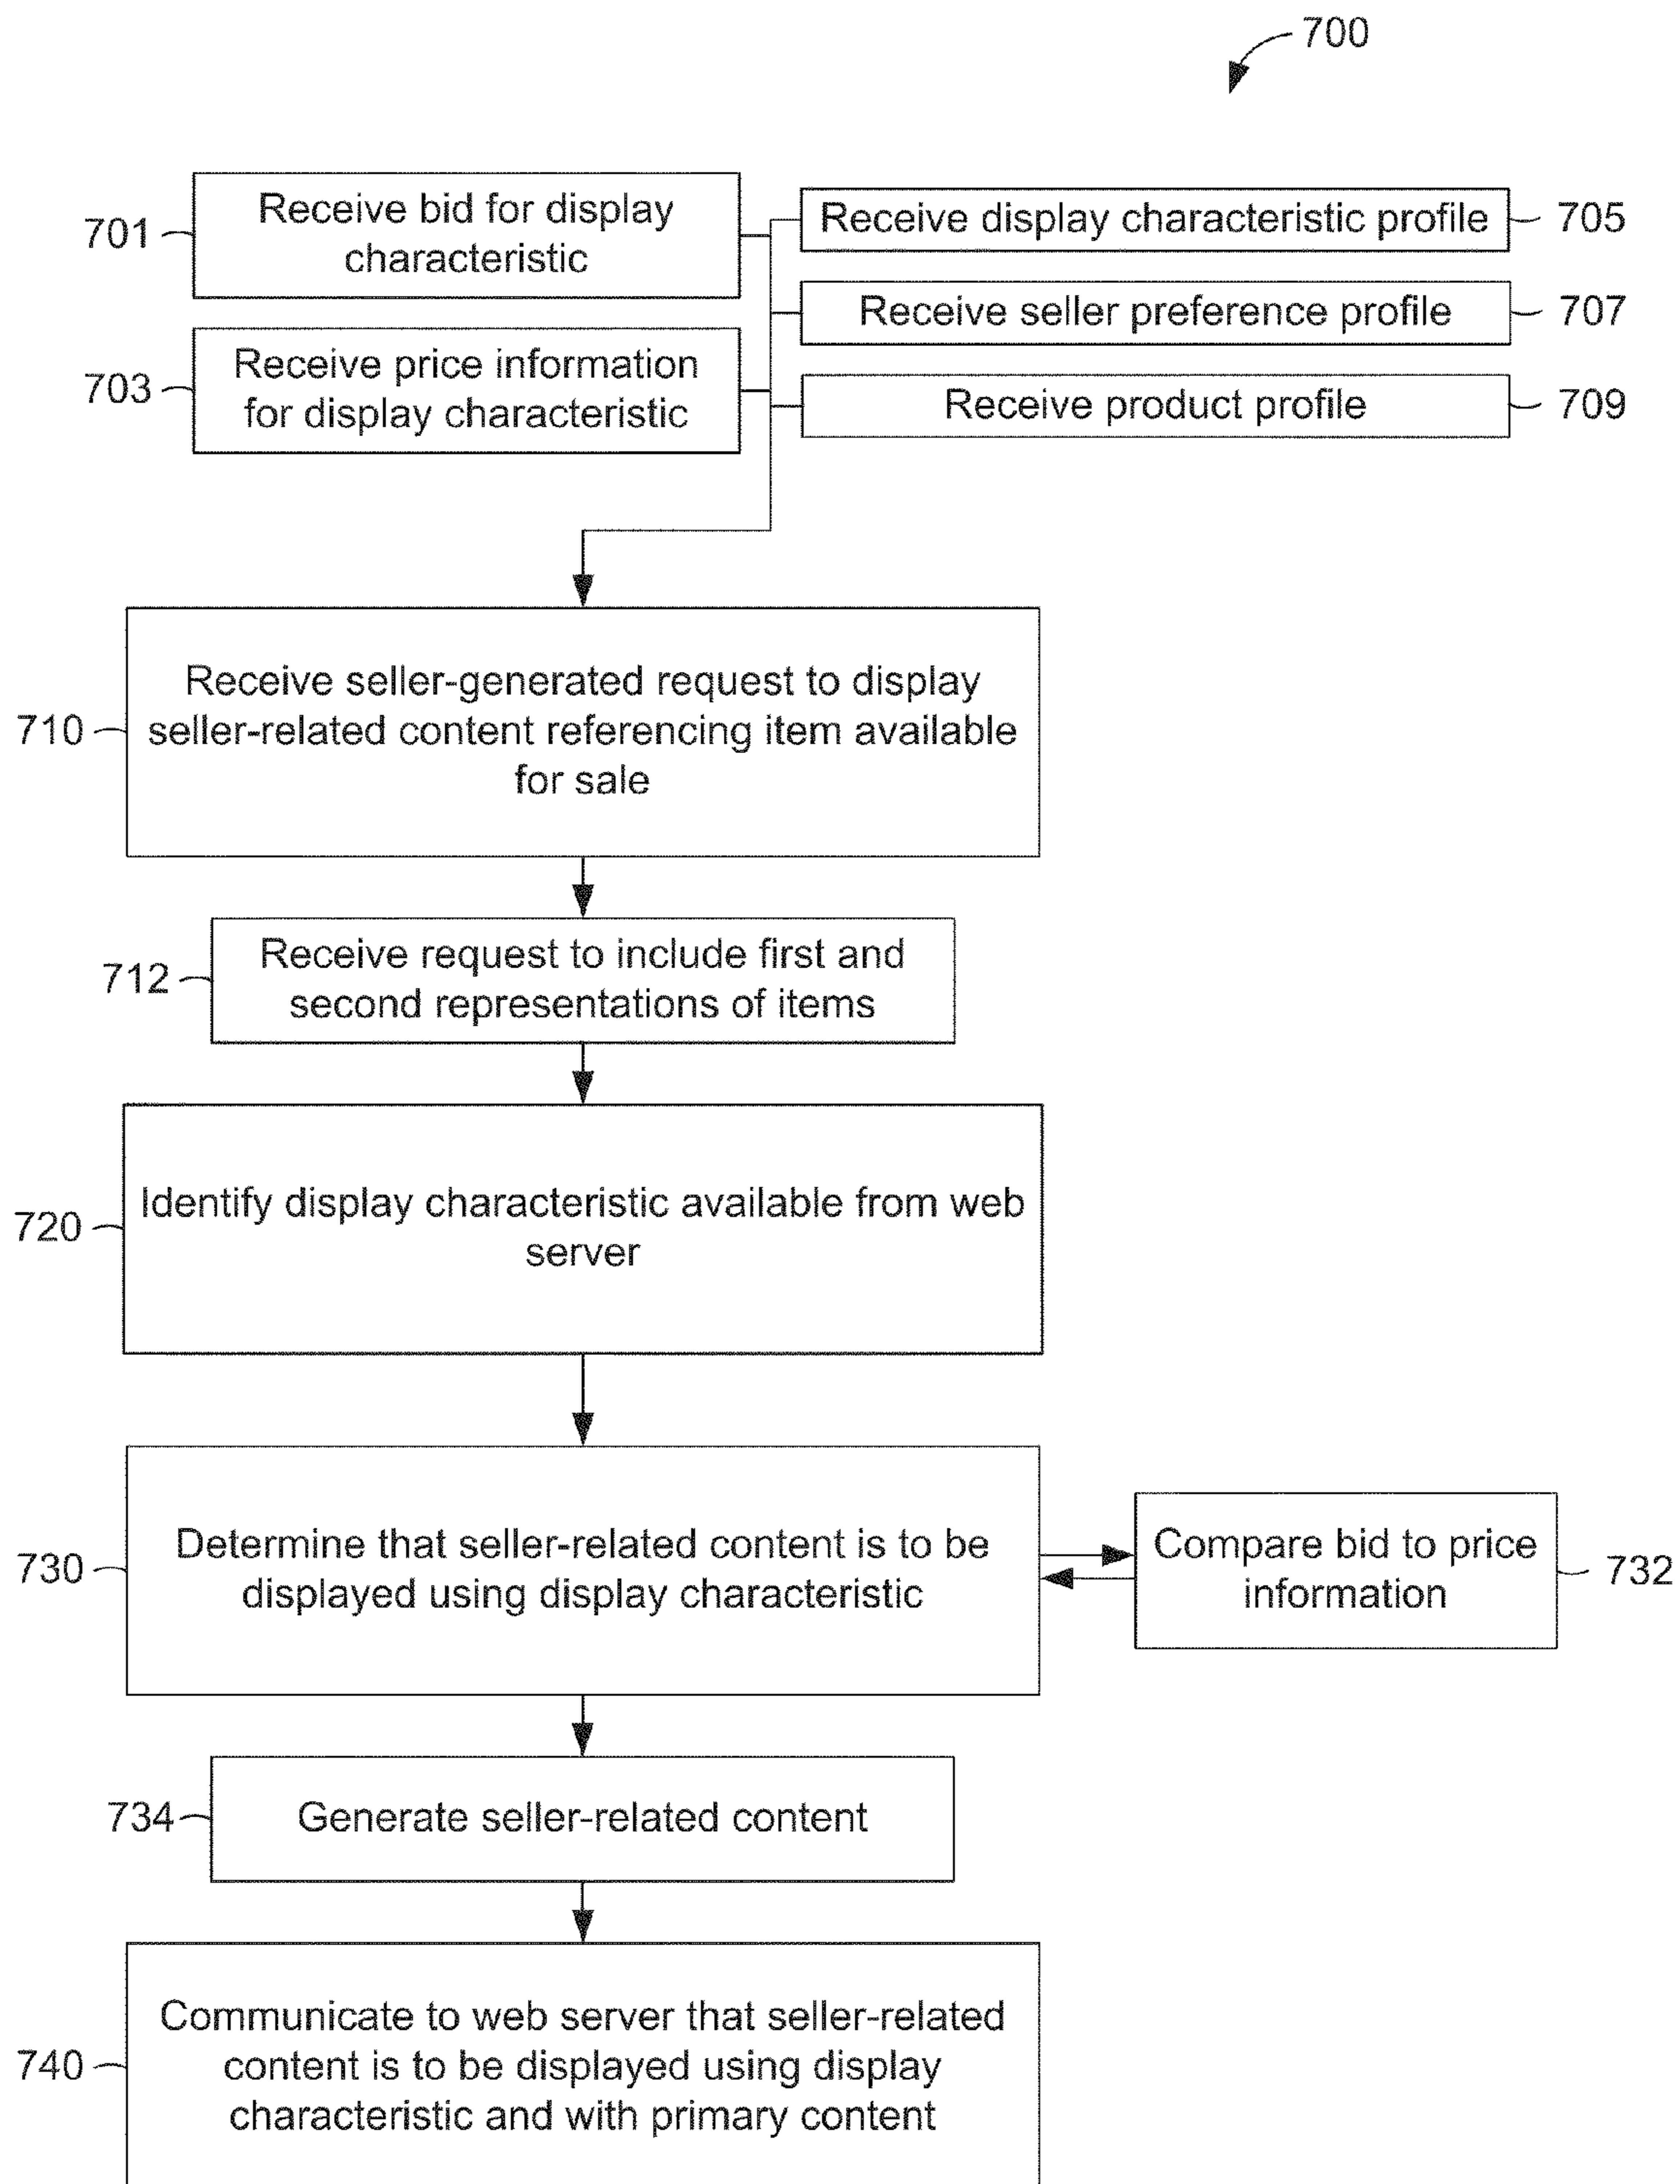 700
701
Receive bid for display
characteristic
Receive display characteristic profile
705
Receive seller preference profile
707
703
Receive price information
for display characteristic
Receive product profile
709
710
Receive seller-generated request to display
seller-related content referencing item available
for sale
712
Receive request to include first and
second representations of items
720
Identify display characteristic available from web
server
730
Determine that seller-related content is to be
displayed using display characteristic
Compare bid to price
information
732
734
Generate seller-related content
740
Communicate to web server that seller-related
content is to be displayed using display
characteristic and with primary content